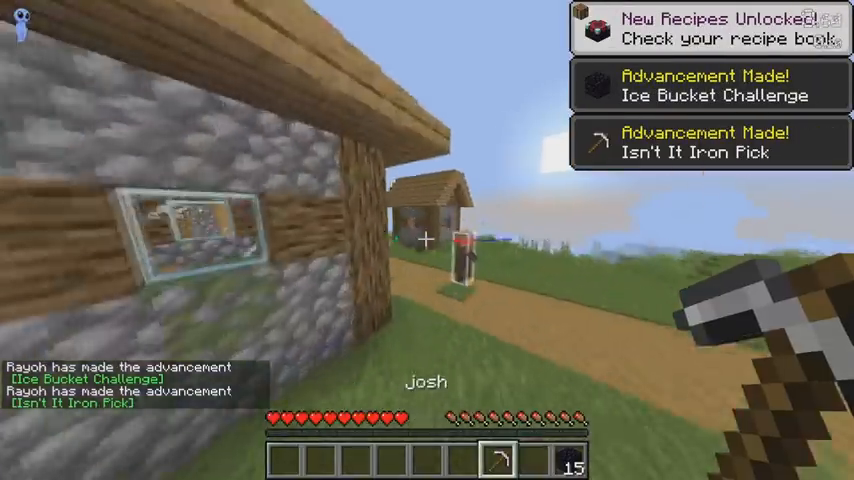 New Recipes Unlocked!
Check your recipe book
Advancement Made!
Ice Bucket Challenge
Advancement Made!
Isn't It Iron Pick
Rayoh has made the advancement
[Ice Bucket Challenge]
Rayoh has made the advancement
[Isn't It Iron Pick]
josh
15